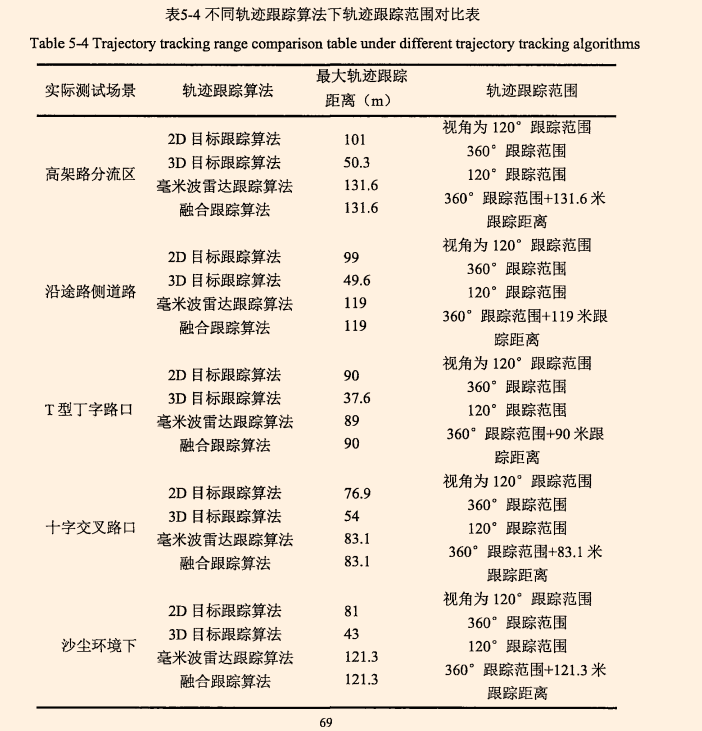 表5-4 不同轨迹跟踪算法下轨迹跟踪范围对比表
Table 5-4 Trajectory tracking range comparison table under different trajectory tracking algorithms
实际测试场景 轨迹跟踪算法 最大轨迹跟踪距离（m） 轨迹跟踪范围
高架路分流区
2D 目标跟踪算法 101 视角为 120° 跟踪范围
3D 目标跟踪算法 50.3 360° 跟踪范围
毫米波雷达跟踪算法 131.6 120° 跟踪范围
融合跟踪算法 131.6 360° 跟踪范围+131.6 米
跟踪距离
沿途路侧道路
2D 目标跟踪算法 99 视角为 120° 跟踪范围
3D 目标跟踪算法 49.6 360° 跟踪范围
毫米波雷达跟踪算法 119 120° 跟踪范围
融合跟踪算法 119 360° 跟踪范围+119 米跟
踪距离
T 型丁字路口
2D 目标跟踪算法 90 视角为 120° 跟踪范围
3D 目标跟踪算法 37.6 360° 跟踪范围
毫米波雷达跟踪算法 89 120° 跟踪范围
融合跟踪算法 90 360° 跟踪范围+90 米跟
踪距离
十字交叉路口
2D 目标跟踪算法 76.9 视角为 120° 跟踪范围
3D 目标跟踪算法 54 360° 跟踪范围
毫米波雷达跟踪算法 83.1 120° 跟踪范围
融合跟踪算法 83.1 360° 跟踪范围+83.1 米
跟踪距离
沙尘环境下
2D 目标跟踪算法 81 视角为 120° 跟踪范围
3D 目标跟踪算法 43 360° 跟踪范围
毫米波雷达跟踪算法 121.3 120° 跟踪范围
融合跟踪算法 121.3 360° 跟踪范围+121.3 米
跟踪距离
69